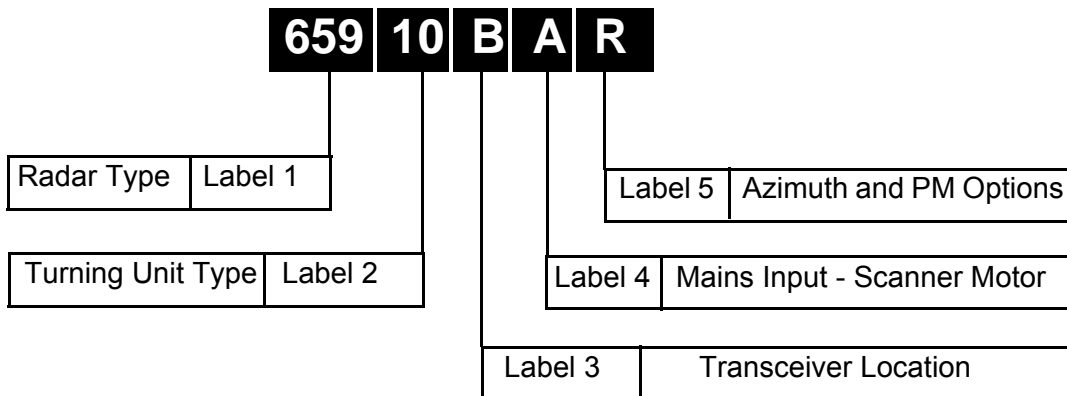 659 10 B A R
Radar Type Label 1
Label 5 Azimuth and PM Options
Turning Unit Type Label 2
Label 4 Mains Input - Scanner Motor
Label 3 Transceiver Location